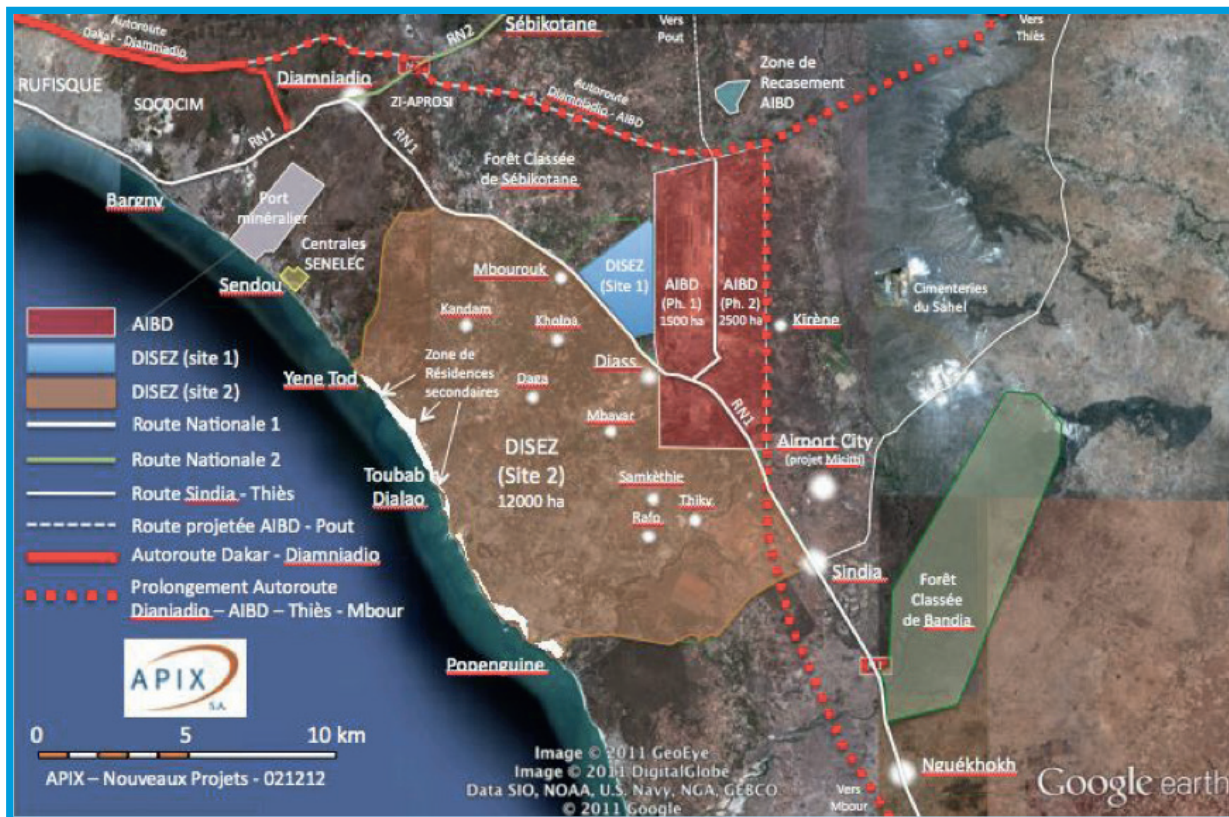 Autoroute
Dakar - Diamniadio
RN2
Sébikotane
Vers
Pout
Vers
Thiès
Diamniadio
RUFISQUE
SOCOCIM
ZI-APROSI
Zone de
Recasement
AIBD
Autoroute
Diamniadio - AIBD
RN1
RN1
Forêt Classée
de Sébikotane
Bargny
Port
minéralier
Centrales
SENELEC
Sendou
Mbourouk
DISEZ
(Site 1)
AIBD
(Ph. 1)
1500 ha
AIBD
(Ph. 2)
2500 ha
Cimenteries
du Sahel
Kandam
Kholpa
Kirène
AIBD
DISEZ (site 1)
DISEZ (site 2)
Route Nationale 1
Route Nationale 2
Route Sindia - Thiès
Route projetée AIBD - Pout
Autoroute Dakar - Diamniadio
Prolongement Autoroute
Dianiadio – AIBD – Thiès - Mbour
Yene Tod
Zone de
Résidences
secondaires
Diass
Daga
Mbayar
RN1
Airport City
(projet Micitti)
DISEZ
(Site 2)
12000 ha
Toubab
Dialao
Samkèthie
Thiky
Rafo
Sindia
Forêt
Classée
de Bandia
Popenguine
APIX
S.A.
0 5 10 km
APIX – Nouveaux Projets - 021212
Image © 2011 GeoEye
Image © 2011 DigitalGlobe
Data SIO, NOAA, U.S. Navy, NGA, GEBCO
© 2011 Google
Vers
Mbour
Nguékhokh
Google earth